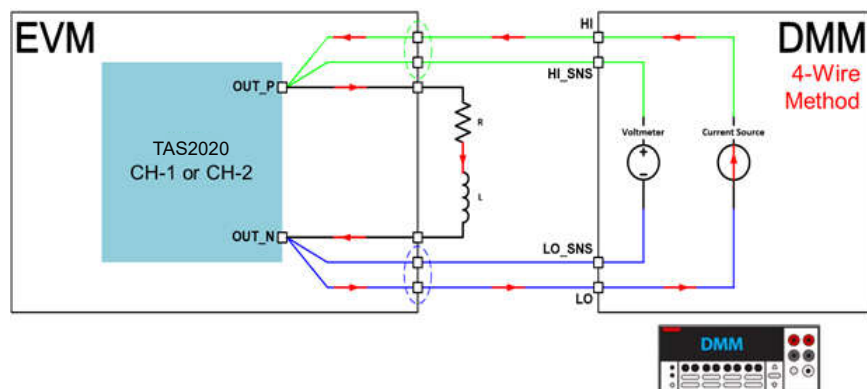 EVM
HI
DMM
4-Wire
Method
HI_SNS
OUT_P
TAS2020
CH-1 or CH-2
R
L
Voltmeter
Current Source
+
−
OUT_N
LO_SNS
LO
DMM